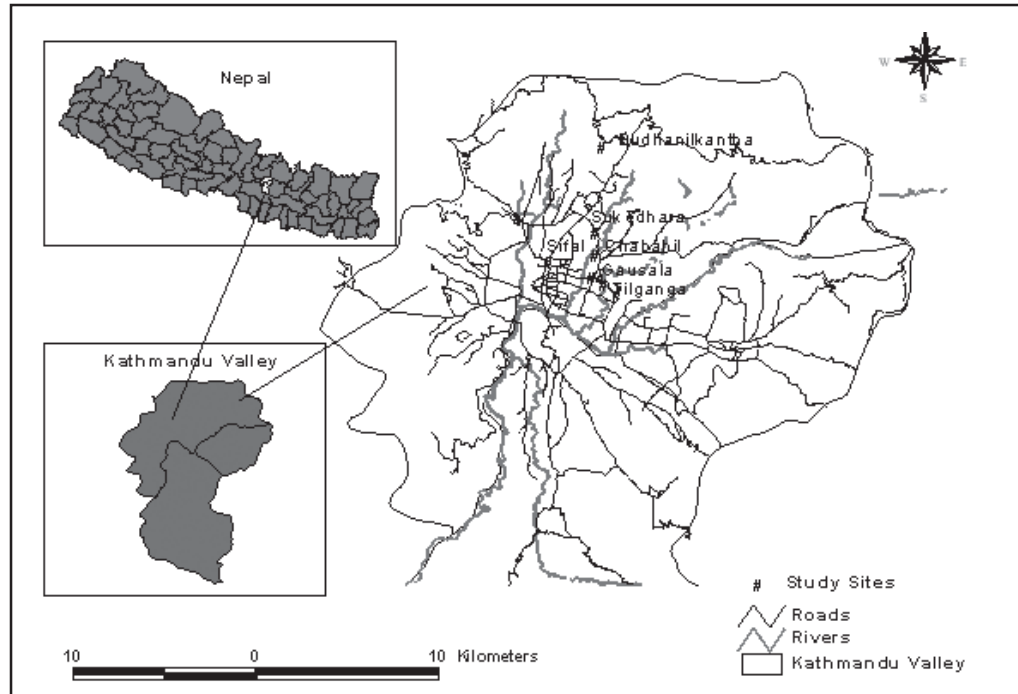 Nepal
W E
S
Budhanilkantha
Sukedhara
Sifal Chabahil
Gausala
Tilganga
Kathmandu Valley
# Study Sites
Roads
Rivers
Kathmandu Valley
10 0 10 Kilometers